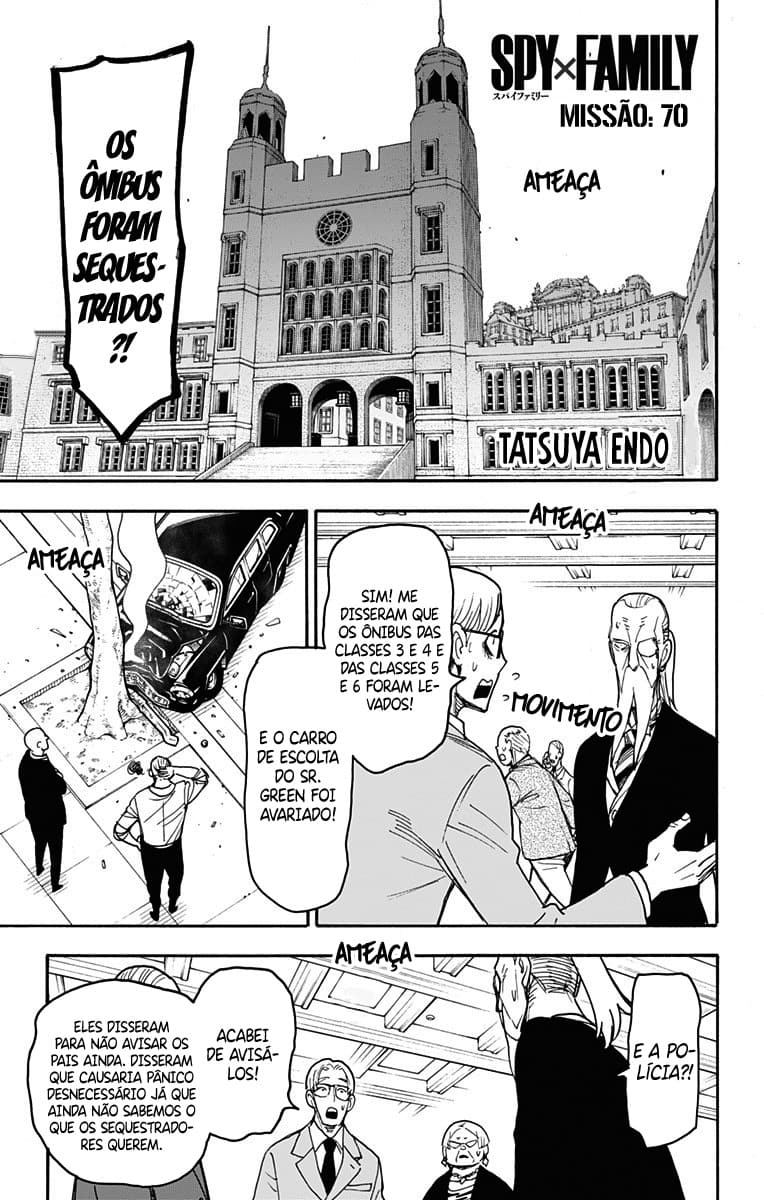 SPY×FAMILY
スパイファミリー
MISSÃO: 70
AMEAÇA
OS
ÔNIBUS
FORAM
SEQUES-
TRADOS
?!
TATSUYA ENDO
AMEAÇA
SIM! ME
DISSERAM QUE
OS ÔNIBUS DAS
CLASSES 3 E 4 E
DAS CLASSES 5
E 6 FORAM LE-
VADOS!
E O CARRO
DE ESCOLTA
DO SR.
GREEN FOI
AVARIADO!
MOVIMENTO
AMEAÇA
AMEAÇA
E A PO-
LÍCIA?!
ACABEI
DE AVISÁ-
LOS!
ELES DISSERAM
PARA NÃO AVISAR OS
PAIS AINDA. DISSERAM
QUE CAUSARIA PÂNICO
DESNECESSÁRIO JÁ QUE
AINDA NÃO SABEMOS O
QUE OS SEQUESTRADO-
RES QUEREM.